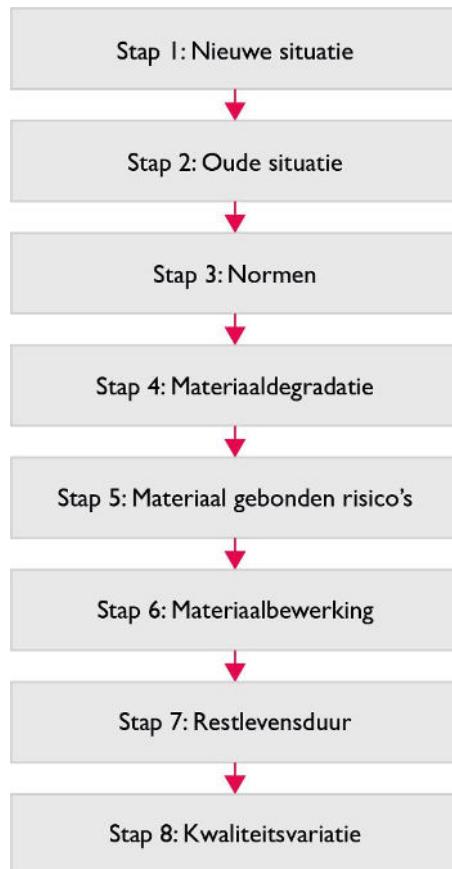 Stap 1: Nieuwe situatie
Stap 2: Oude situatie
Stap 3: Normen
Stap 4: Materiaaldegradatie
Stap 5: Materiaal gebonden risico's
Stap 6: Materiaalbewerking
Stap 7: Restlevensduur
Stap 8: Kwaliteitsvariatie